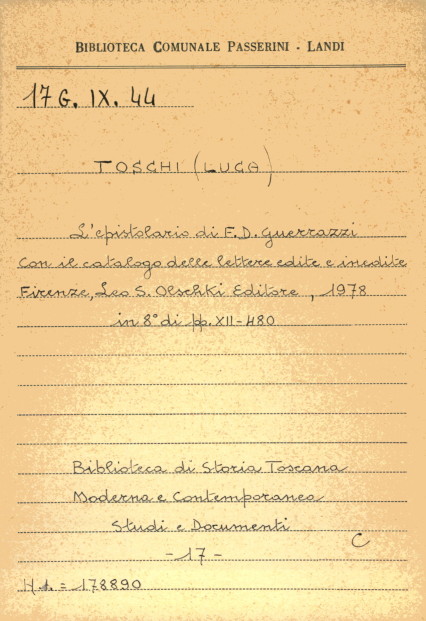 BIBLIOTECA COMUNALE PASSERINI - LANDI
17 G. IX. 44
TOSCHI (LUCA)
L'epistolario di F.D. Guerrazzi
con il catalogo delle lettere edite e inedite
Firenze, Leo S. Olschki Editore, 1978
in 8° di pp. XII-480
Biblioteca di Storia Toscana
Moderna e Contemporanea
Studi e Documenti
C
-17-
= 178890